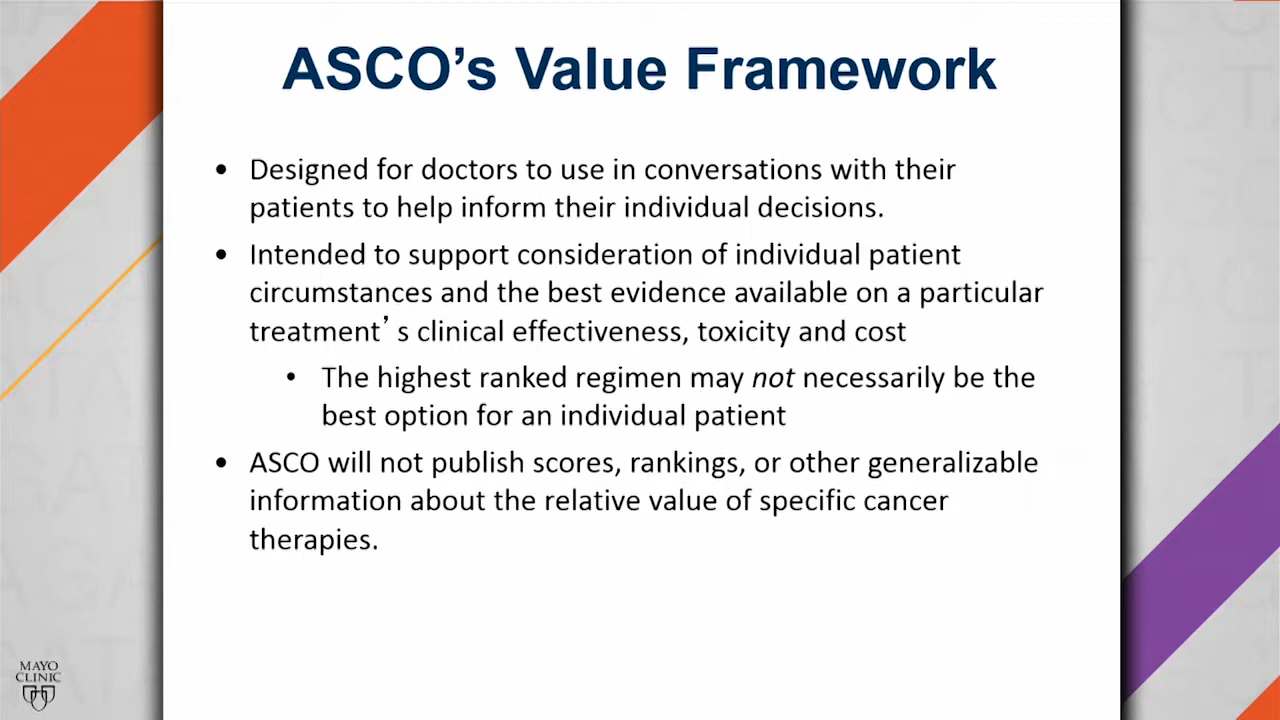 ASCO’s Value Framework
• Designed for doctors to use in conversations with their
patients to help inform their individual decisions.
• Intended to support consideration of individual patient
circumstances and the best evidence available on a particular
treatment’s clinical effectiveness, toxicity and cost
• The highest ranked regimen may not necessarily be the
best option for an individual patient
• ASCO will not publish scores, rankings, or other generalizable
information about the relative value of specific cancer
therapies.
MAYO
CLINIC